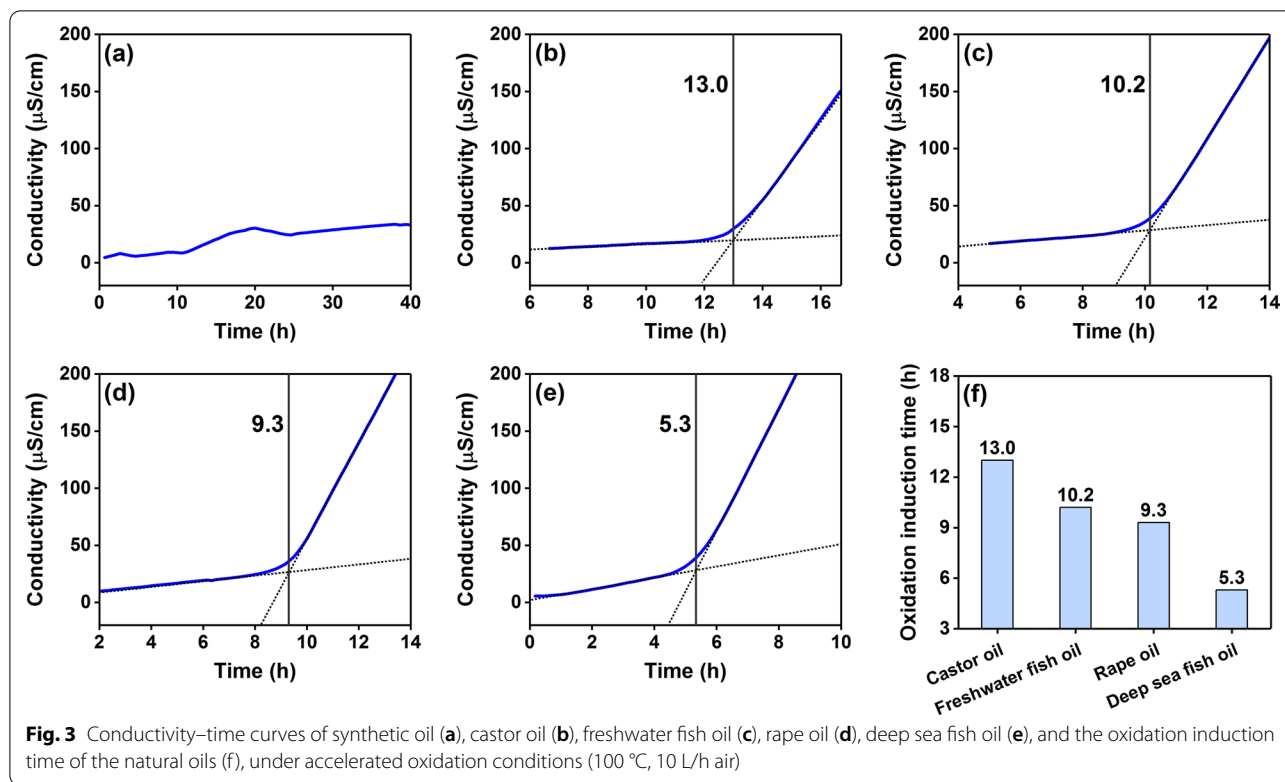 (a)
200
150
100
50
0
Conductivity (μS/cm)
0 10 20 30 40
Time (h)
(b)
13.0
200
150
100
50
0
Conductivity (μS/cm)
6 8 10 12 14 16
Time (h)
(c)
10.2
200
150
100
50
0
Conductivity (μS/cm)
4 6 8 10 12 14
Time (h)
(d)
9.3
200
150
100
50
0
Conductivity (μS/cm)
2 4 6 8 10 12 14
Time (h)
(e)
5.3
200
150
100
50
0
Conductivity (μS/cm)
0 2 4 6 8 10
Time (h)
(f)
18
15
12
9
6
3
Oxidation induction time (h)
13.0
10.2
9.3
5.3
Castor oil
Freshwater fish oil
Rape oil
Deep sea fish oil
Fig. 3 Conductivity–time curves of synthetic oil (a), castor oil (b), freshwater fish oil (c), rape oil (d), deep sea fish oil (e), and the oxidation induction
time of the natural oils (f), under accelerated oxidation conditions (100 °C, 10 L/h air)